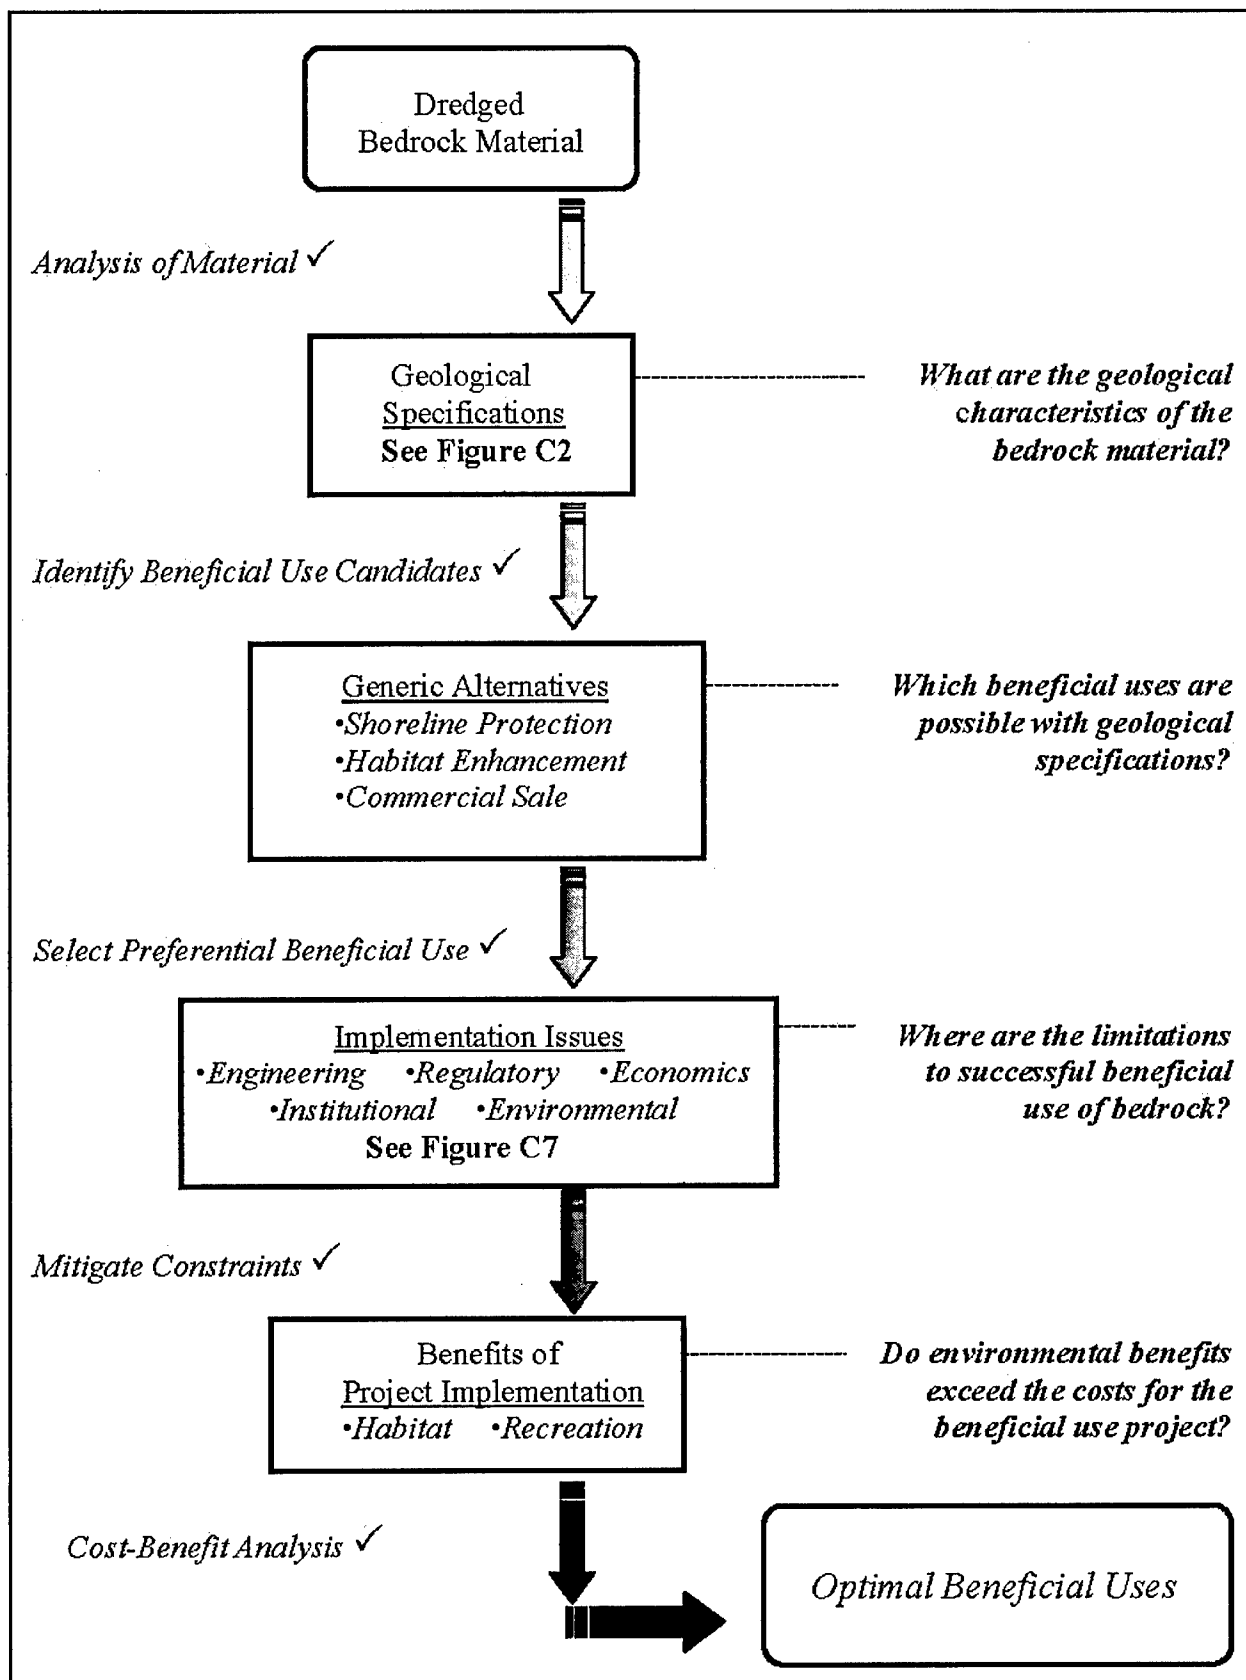 Dredged
Bedrock Material
Analysis of Material ✓
Geological
Specifications
See Figure C2
What are the geological
characteristics of the
bedrock material?
Identify Beneficial Use Candidates ✓
Generic Alternatives
•Shoreline Protection
•Habitat Enhancement
•Commercial Sale
Which beneficial uses are
possible with geological
specifications?
Select Preferential Beneficial Use ✓
Implementation Issues
•Engineering •Regulatory •Economics
•Institutional •Environmental
See Figure C7
Where are the limitations
to successful beneficial
use of bedrock?
Mitigate Constraints ✓
Benefits of
Project Implementation
•Habitat •Recreation
Do environmental benefits
exceed the costs for the
beneficial use project?
Cost-Benefit Analysis ✓
Optimal Beneficial Uses